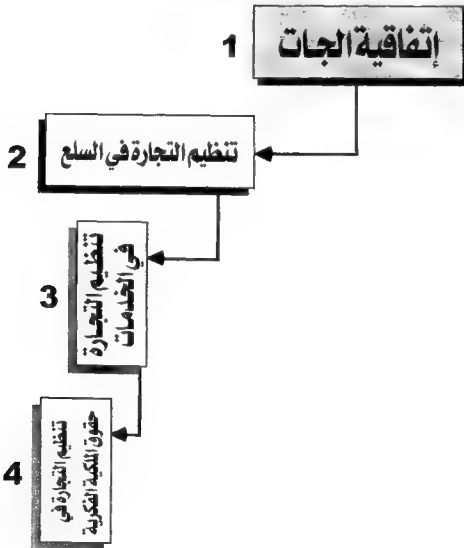 1
إتفاقية الجات
2
تنظيم التجارة في السلع
3
تنظيم التجارة
في الخدمات
4
تنظيم التجارة في
حقوق الملكية الفكرية